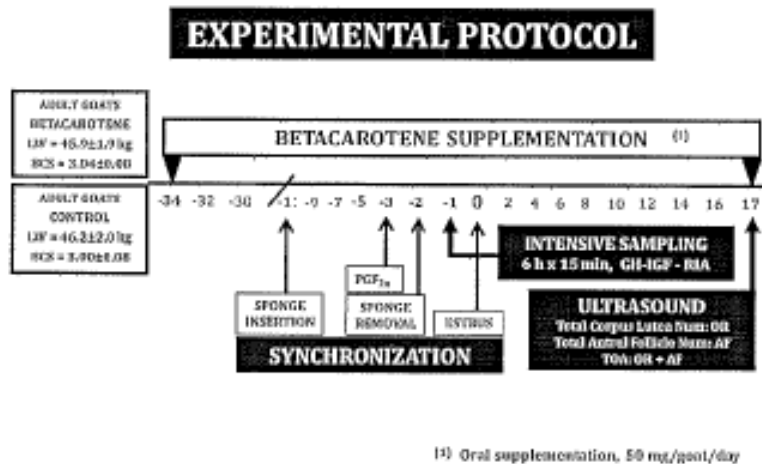 EXPERIMENTAL PROTOCOL
ADULT GOATS
BETACAROTENE
LW = 45.9±1.9 kg
BCS = 3.04±0.08
BETACAROTENE SUPPLEMENTATION (1)
ADULT GOATS
CONTROL
LW = 46.2±2.0 kg
BCS = 3.00±0.08
-34 -32 -30 -1: -9 -7 -5 -3 -2 -1 0 2 4 6 8 10 12 14 16 17
INTENSIVE SAMPLING
6 h x 15 min, GH-IGF - RIA
PGF2α
SPONGE
INSERTION
SPONGE
REMOVAL
ESTRUS
SYNCHRONIZATION
ULTRASOUND
Total Corpus Lutea Num: OR
Total Antral Follicle Num: AF
TOA: OR + AF
(1) Oral supplementation, 50 mg/goat/day